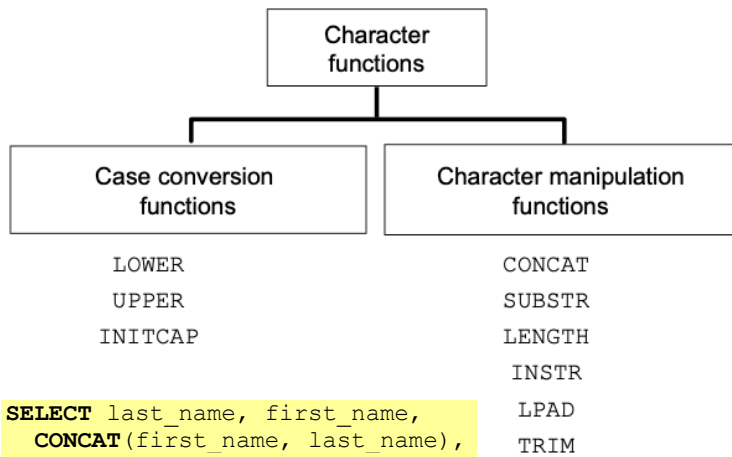 Character
functions
Case conversion
functions
Character manipulation
functions
LOWER
UPPER
INITCAP
CONCAT
SUBSTR
LENGTH
INSTR
LPAD
TRIM
SELECT last_name, first_name,
CONCAT(first_name, last_name),